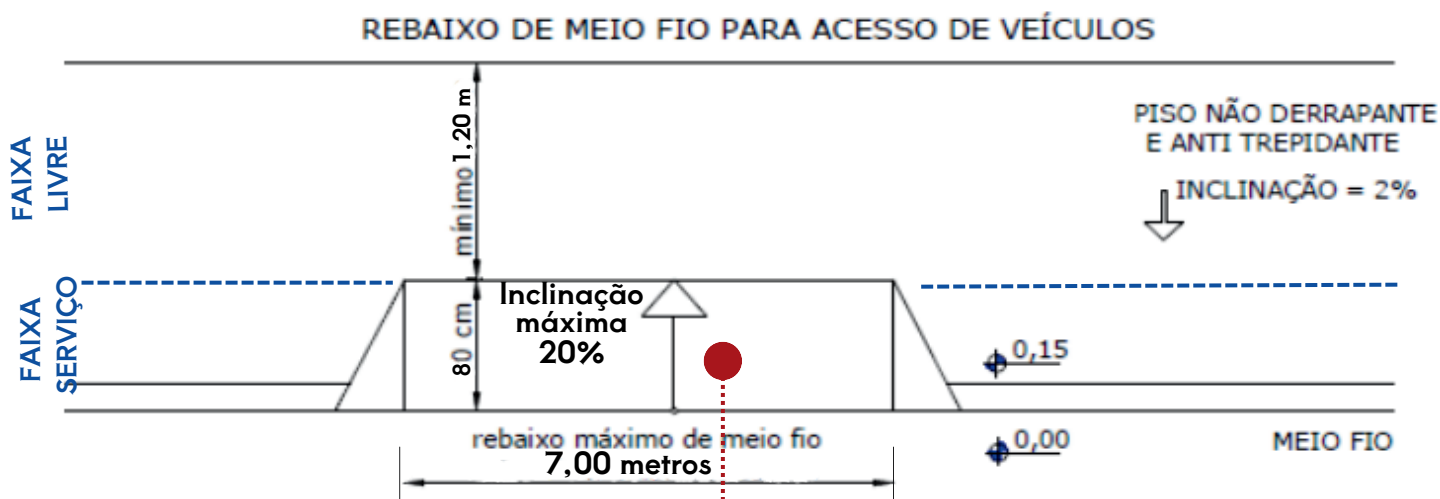 REBAIXO DE MEIO FIO PARA ACESSO DE VEÍCULOS
FAIXA
LIVRE
mínimo 1,20 m
PISO NÃO DERRAPANTE
E ANTI TREPIDANTE
INCLINAÇÃO = 2%
FAIXA
SERVIÇO
80 cm
Inclinação
máxima
20%
0,15
rebaixo máximo de meio fio
7,00 metros
0,00
MEIO FIO